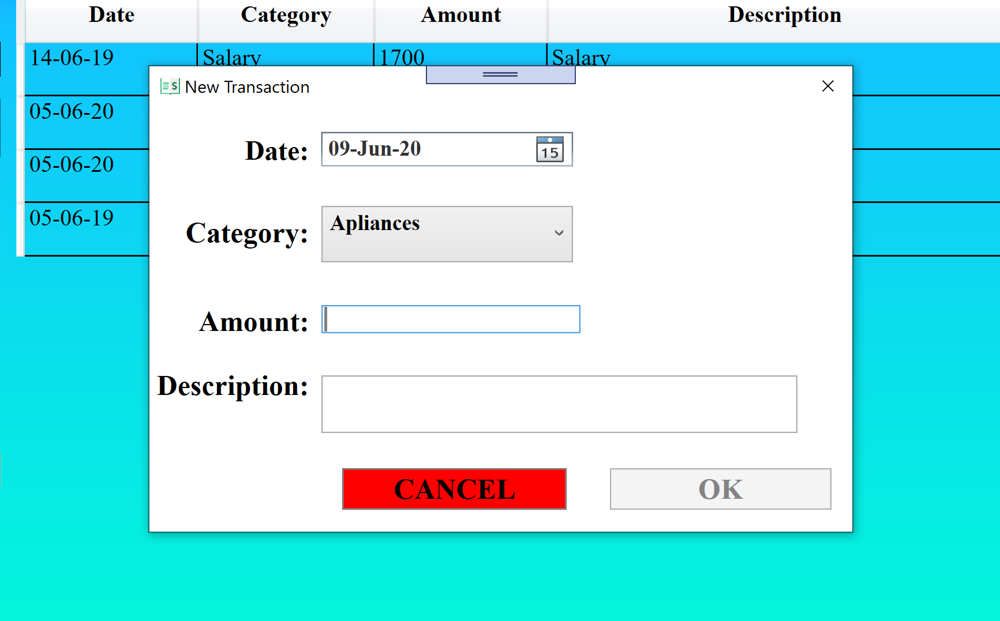 Date Category Amount Description
14-06-19 Salary 1700 Salary
$ New Transaction
05-06-20
Date: 09-Jun-20 15
05-06-20
05-06-19
Category: Apliances
Amount:
Description:
CANCEL OK